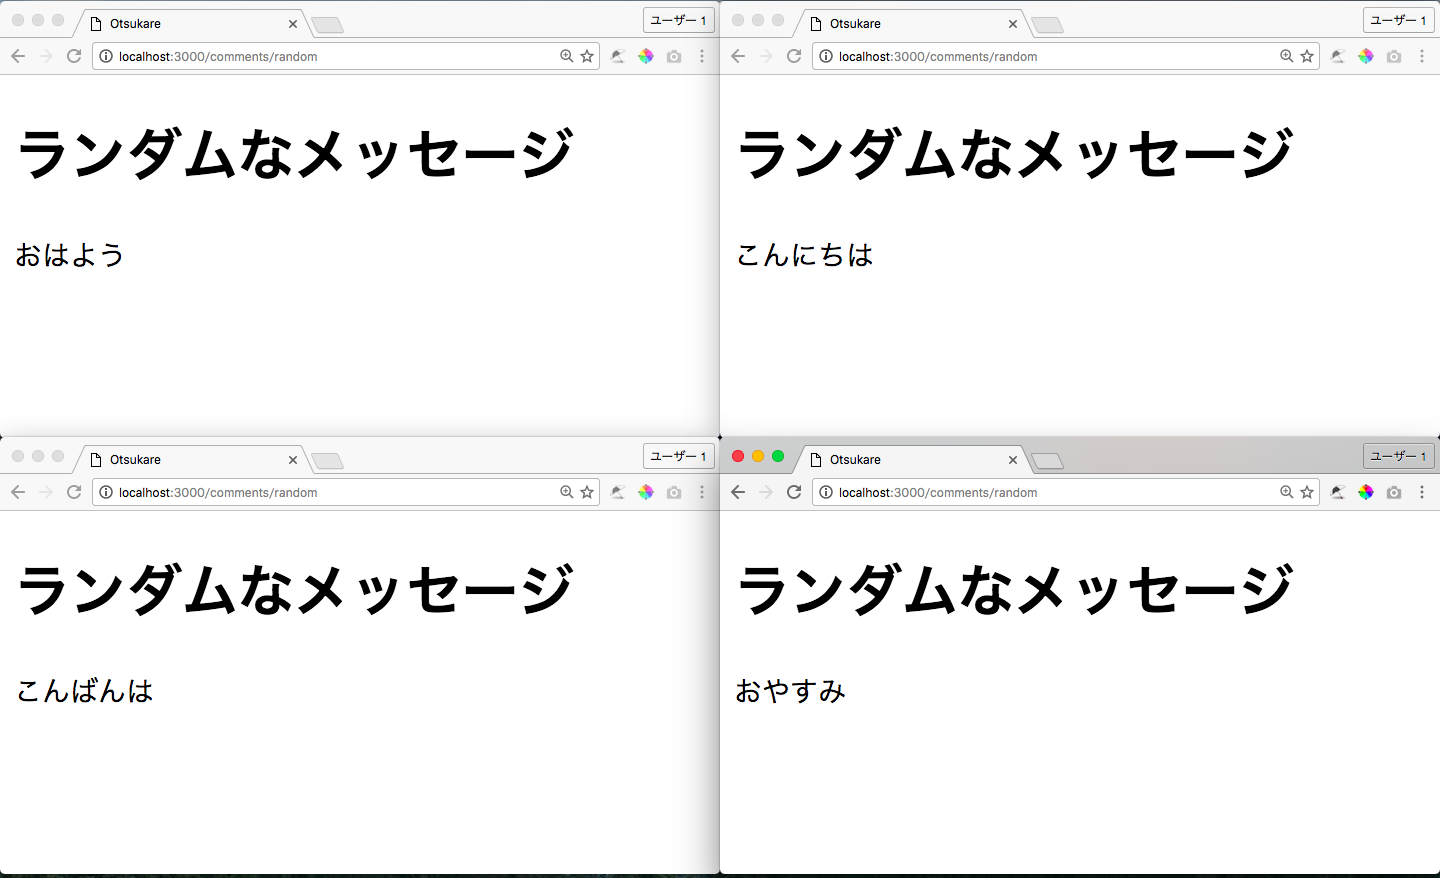 Otsukare
ユーザー 1
localhost:3000/comments/random
ランダムなメッセージ
おはよう
Otsukare
ユーザー 1
localhost:3000/comments/random
ランダムなメッセージ
こんにちは
Otsukare
ユーザー 1
localhost:3000/comments/random
ランダムなメッセージ
こんばんは
Otsukare
ユーザー 1
localhost:3000/comments/random
ランダムなメッセージ
おやすみ